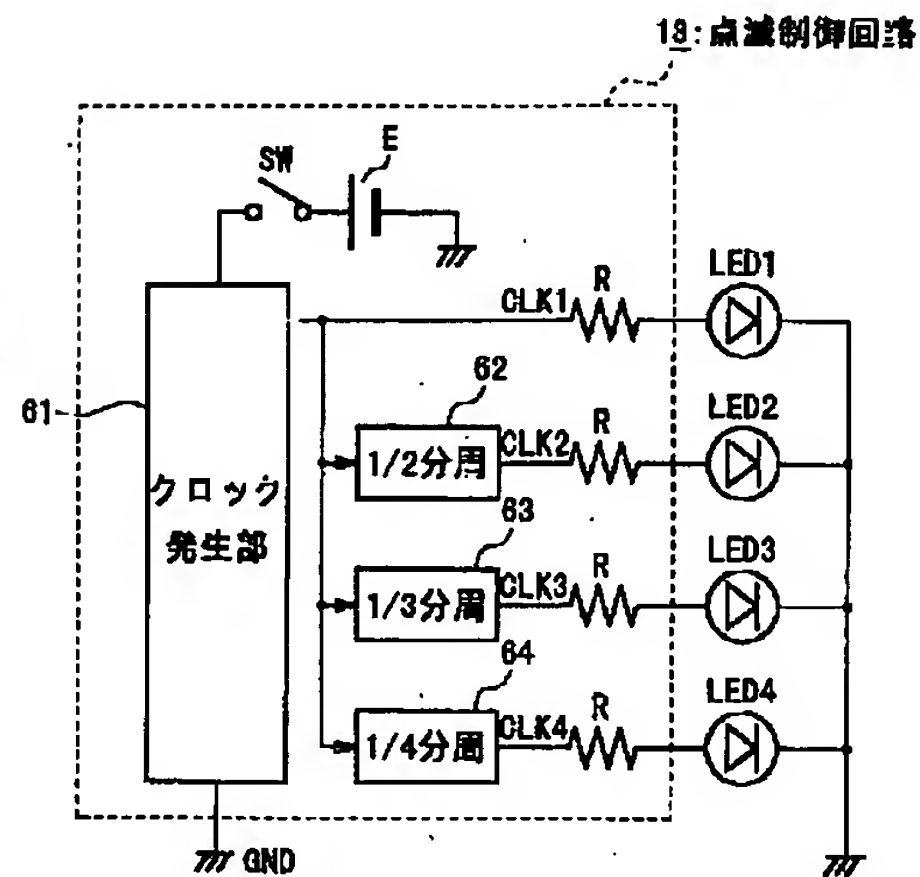 18:点滅制御回路
SW
E
LED1
R
CLK1
62
LED2
R
61
1/2分周
CLK2
クロック
発生部
63
LED3
R
1/3分周
CLK3
64
LED4
R
1/4分周
CLK4
GND